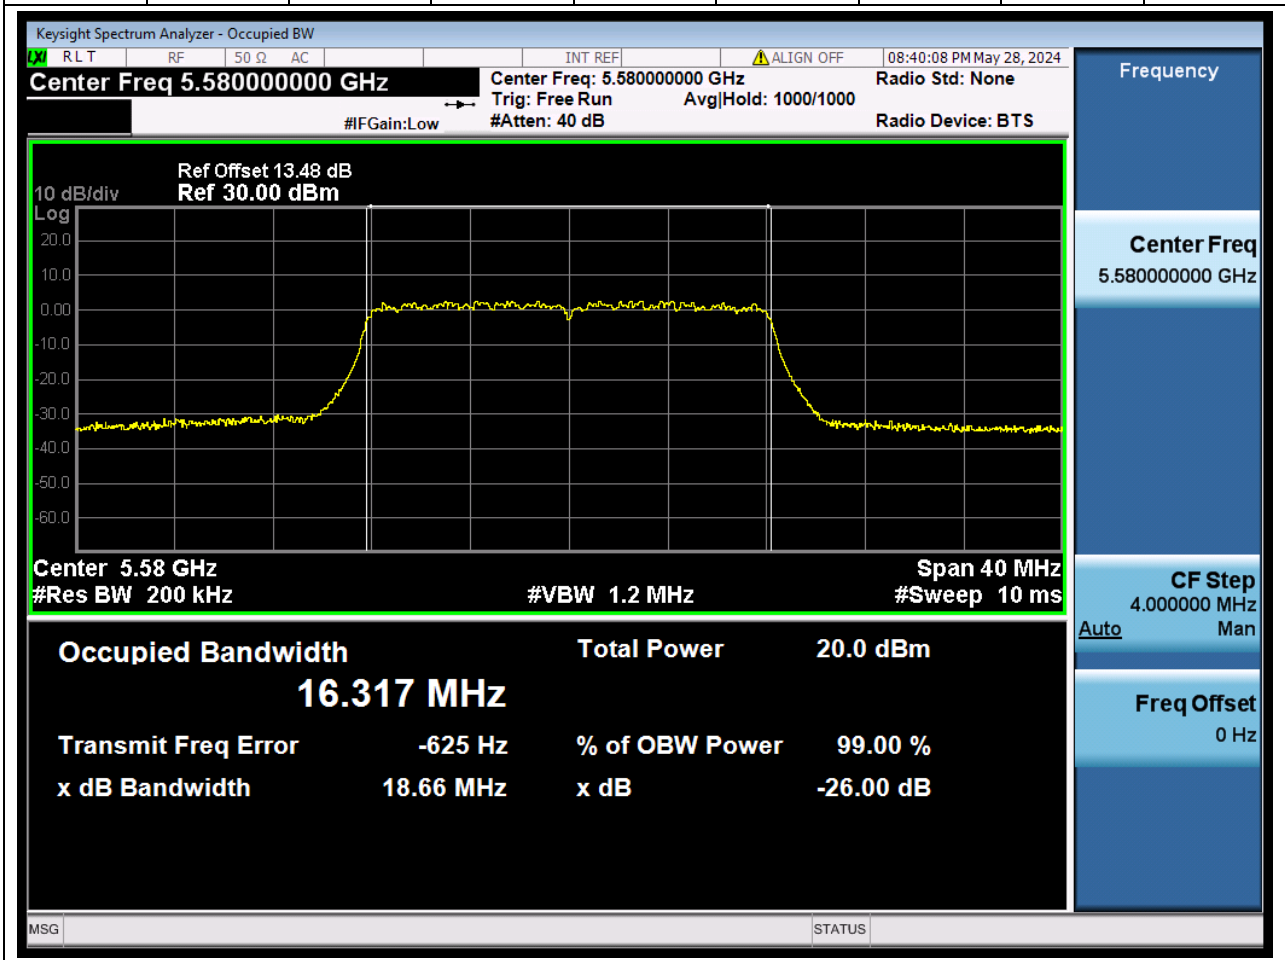 Keysight Spectrum Analyzer - Occupied BW
LXI RLT RF 50 Ω AC INT REF ALIGN OFF 08:40:08 PM May 28, 2024
Center Freq 5.580000000 GHz
Center Freq: 5.580000000 GHz
Radio Std: None
Trig: Free Run Avg|Hold: 1000/1000
#IFGain:Low
#Atten: 40 dB
Radio Device: BTS
Ref Offset 13.48 dB
10 dB/div Ref 30.00 dBm
Log
20.0
10.0
0.00
-10.0
-20.0
-30.0
-40.0
-50.0
-60.0
Center 5.58 GHz Span 40 MHz
#Res BW 200 kHz #VBW 1.2 MHz #Sweep 10 ms
Occupied Bandwidth Total Power 20.0 dBm
16.317 MHz
Transmit Freq Error -625 Hz % of OBW Power 99.00 %
x dB Bandwidth 18.66 MHz x dB -26.00 dB
MSG STATUS
Frequency
Center Freq
5.580000000 GHz
CF Step
4.000000 MHz
Auto Man
Freq Offset
0 Hz